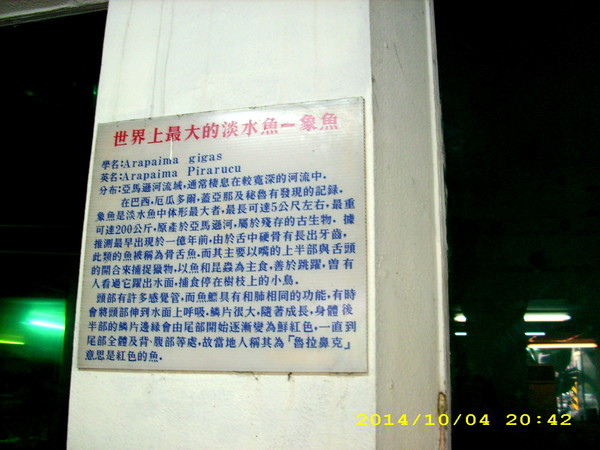 世界上最大的淡水魚－象魚
學名：Arapaima gigas
英名：Arapaima Pirarucu
分布：亞馬遜河流域，通常棲息在較寬深的河流中．
在巴西，厄瓜多爾，蓋亞那及秘魯有發現的記錄．
象魚是淡水魚中体形最大者，最長可達5公尺左右，最重
可達200公斤，原產於亞馬遜河，屬於殘存的古生物．據
推測最早出現於一億年前，由於舌中硬骨有長出牙齒，
此類的魚被稱為骨舌魚．而其主要以嘴的上半部與舌頭
的開合來捕捉獵物，以魚和昆蟲為主食，善於跳躍，曾有
人看過它躍出水面，捕食停在樹枝上的小鳥．
頭部有許多感覺管，而魚鰾具有和肺相同的功能，有時
會將頭部伸到水面上呼吸．鱗片很大，隨著成長，身體後
半部的鱗片邊緣會由尾部開始逐漸變為鮮紅色，一直到
尾部全體及背、腹部等處，故當地人稱其為「魯拉鼻克」
意思是紅色的魚．
2014/10/04 20:42